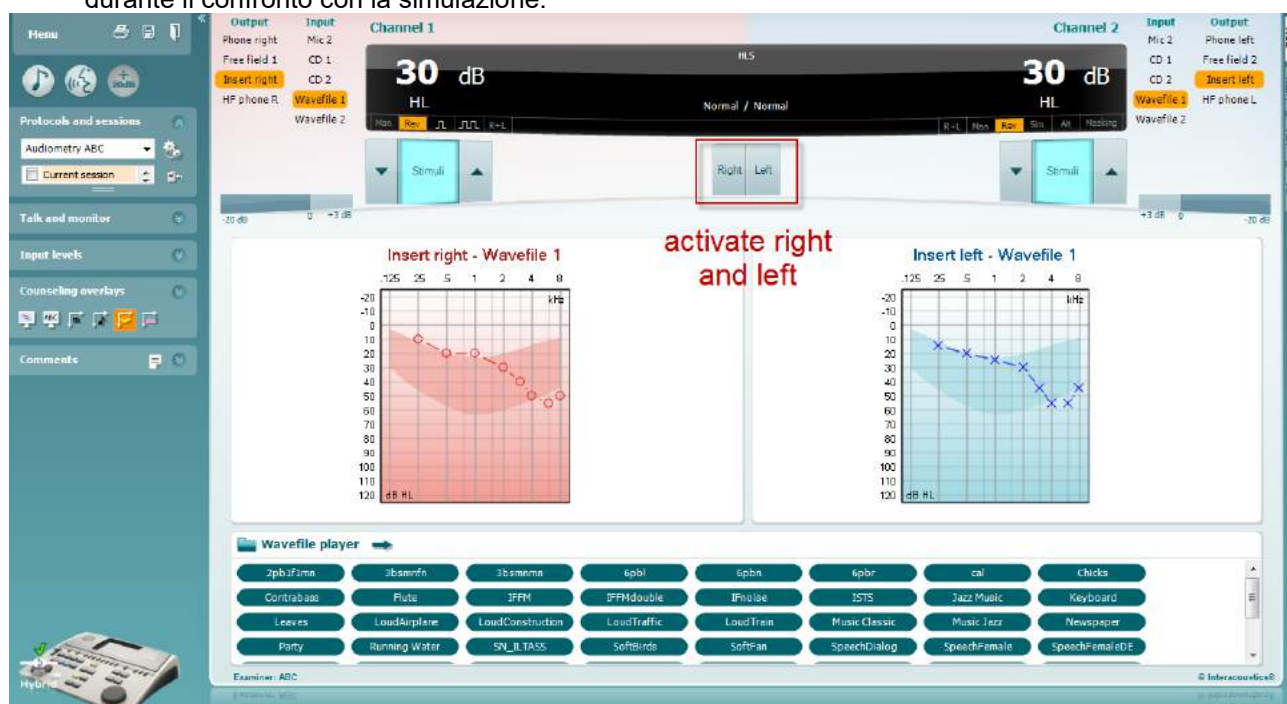 durante il confronto con la simulazione.
Menu
Output Input Channel 1 Channel 2 Input Output
Phone right Mic 2 Mic 2 Phone left
Free field 1 CD 1 HLS CD 1 Free field 2
Insert right CD 2 30 dB 30 dB CD 2 Insert left
HF phone R Wavefile 1 HL Normal / Normal HL Wavefile 1 HF phone L
Wavefile 2 Man Rev R+L R+L Man Rev Sim Alt Masking Wavefile 2
Protocols and sessions
Audiometry ABC
Current session
Stimuli Right Left Stimuli
Talk and monitor
-20 dB 0 +3 dB +3 dB 0 -20 dB
activate right
and left
Input levels
Counseling overlays
Comments
Insert right - Wavefile 1 Insert left - Wavefile 1
.125 25 .5 1 2 4 8 .125 25 .5 1 2 4 8
-20 kHz -20 kHz
-10 -10
0 0
10 10
20 20
30 30
40 40
50 50
60 60
70 70
80 80
90 90
100 100
110 110
120 dB HL 120 dB HL
Wavefile player
2pb1f1mn 3bsmnfn 3bsmnmn 6pbl 6pbn 6pbr cal Chicks
Contrabass Flute IFFM IFFMdouble IFnoise ISTS Jazz Music Keyboard
Leaves LoudAirplane LoudConstruction LoudTraffic LoudTrain Music Classic Music Jazz Newspaper
Party Running Water SN_ILTASS SoftBirds SoftFan SpeechDialog SpeechFemale SpeechFemaleDE
Hybrid
Examiner: ABC © Interacoustics®